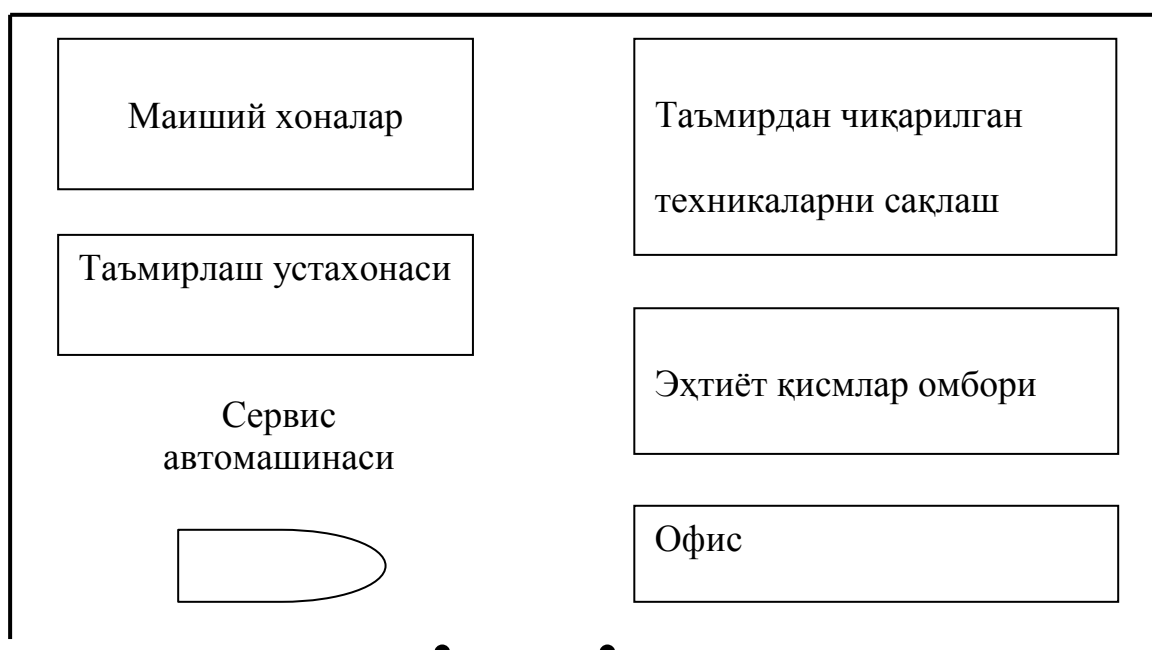 Маиший хоналар
Таъмирлаш устахонаси
Сервис
автомашинаси
Таъмирдан чиқарилган
техникаларни сақлаш
Эҳтиёт қисмлар омбори
Офис